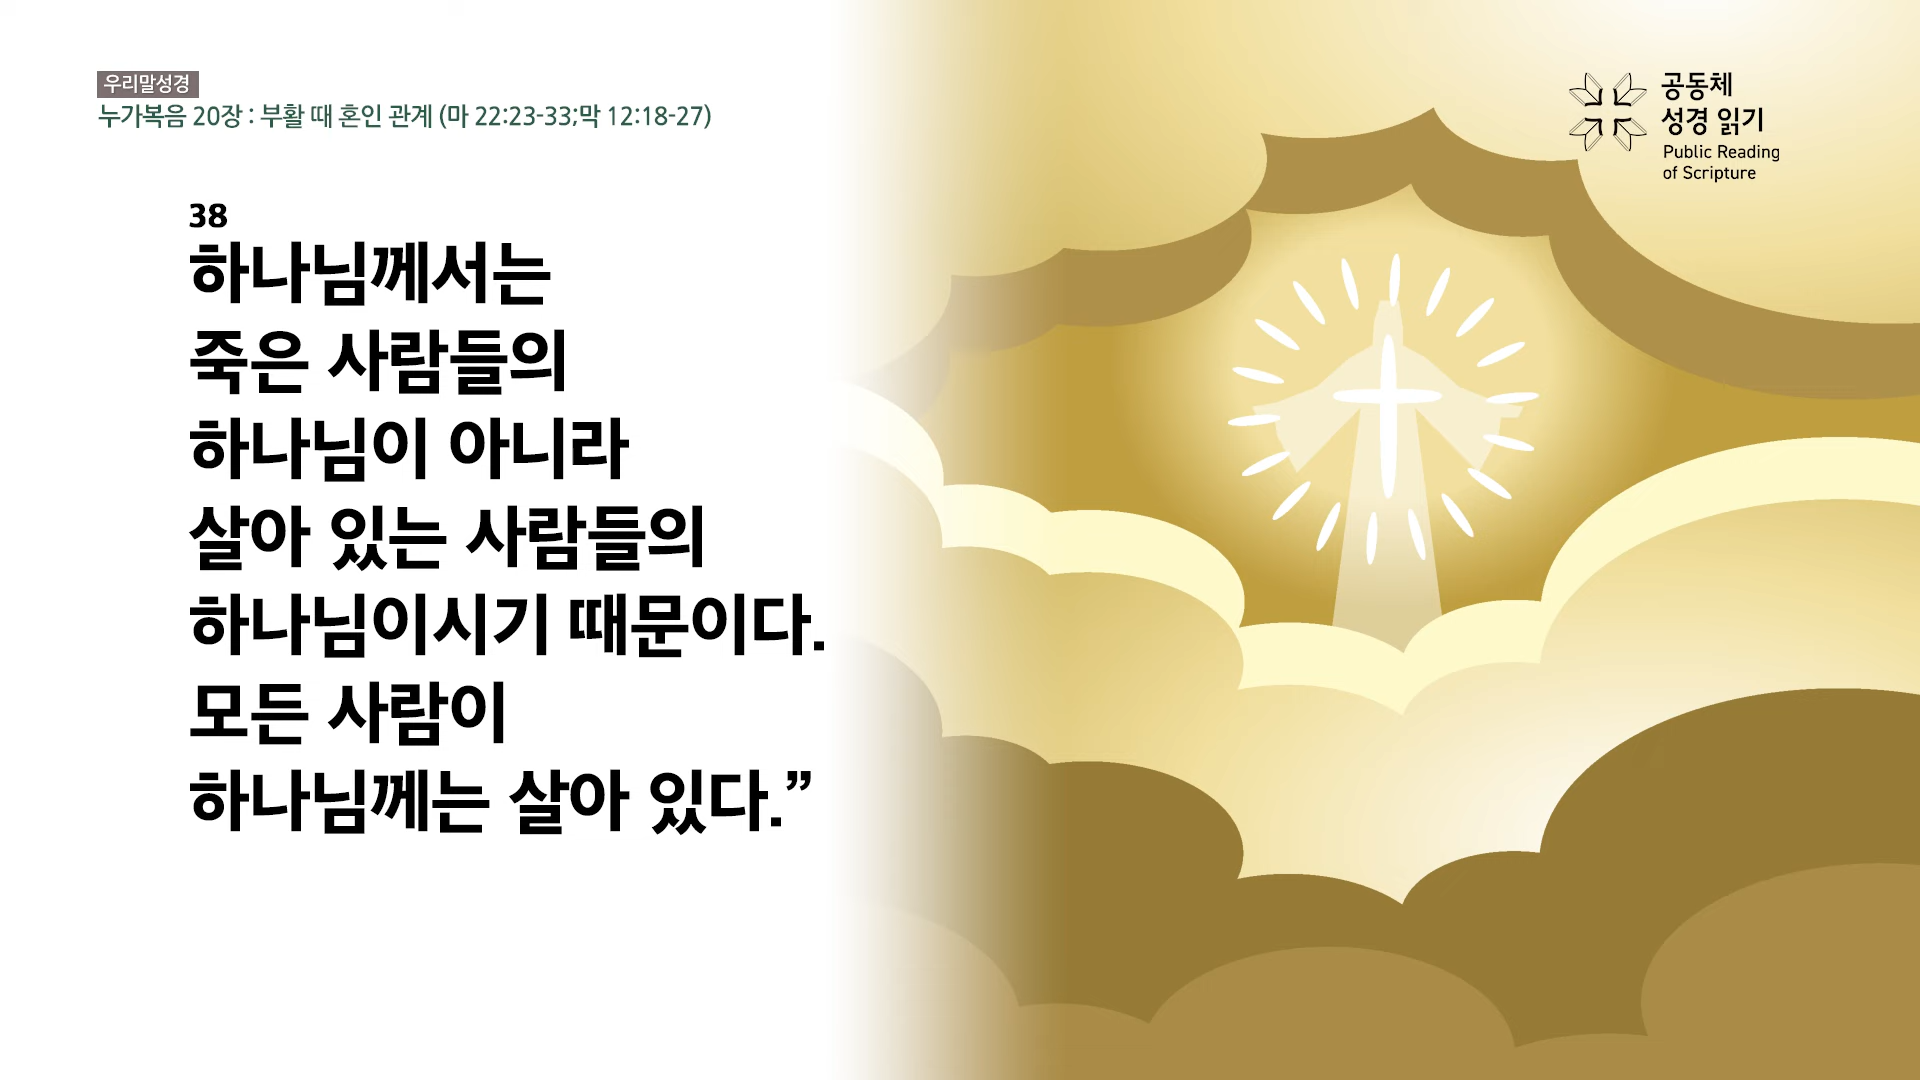 우리말성경
누가복음 20장 : 부활 때 혼인 관계 (마 22:23-33;막 12:18-27)
공동체
성경 읽기
Public Reading
of Scripture
38
하나님께서는
죽은 사람들의
하나님이 아니라
살아 있는 사람들의
하나님이시기 때문이다.
모든 사람이
하나님께는 살아 있다.”